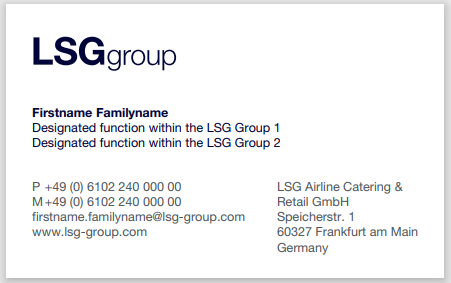 LSGgroup
Firstname Familyname
Designated function within the LSG Group 1
Designated function within the LSG Group 2
P +49 (0) 6102 240 000 00
M +49 (0) 6102 240 000 00
firstname.familyname@lsg-group.com
www.lsg-group.com
LSG Airline Catering &
Retail GmbH
Speicherstr. 1
60327 Frankfurt am Main
Germany